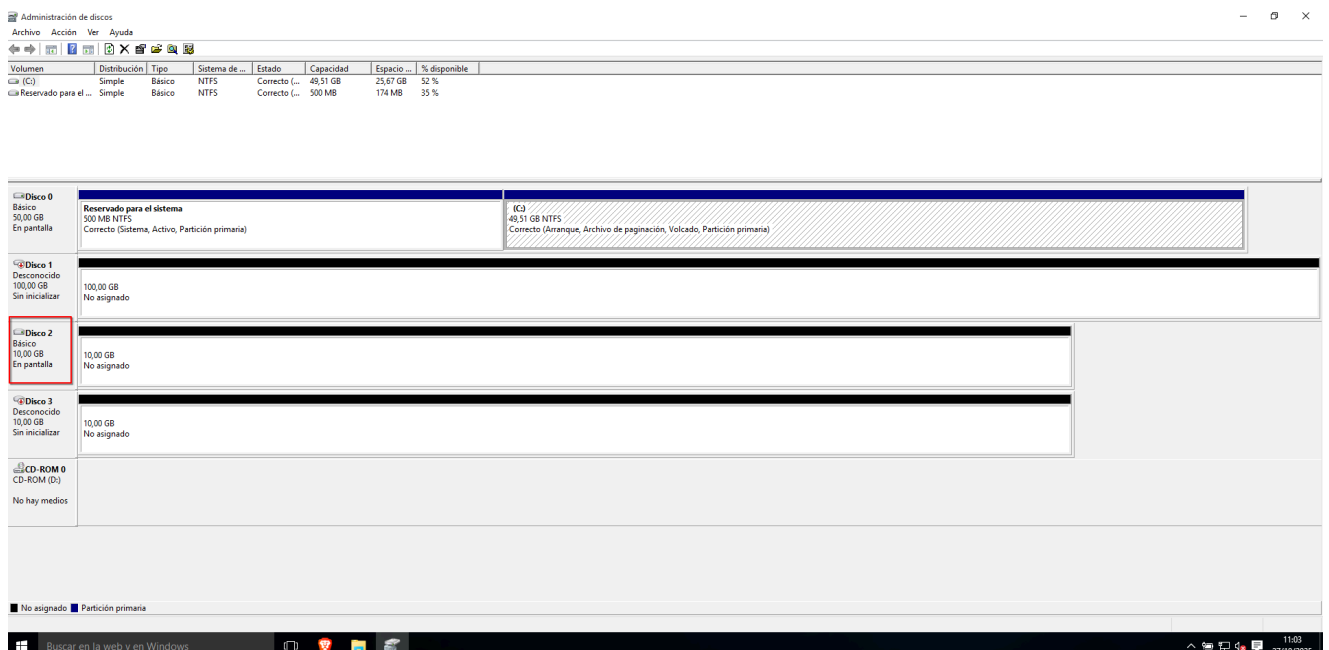 Administración de discos
Archivo Acción Ver Ayuda
Volumen Distribución Tipo Sistema de ... Estado Capacidad Espacio ... % disponible
(C:) Simple Básico NTFS Correcto (... 49,51 GB 25,67 GB 52 %
Reservado para el ... Simple Básico NTFS Correcto (... 500 MB 174 MB 35 %
Disco 0
Básico
50,00 GB
En pantalla
Reservado para el sistema
500 MB NTFS
Correcto (Sistema, Activo, Partición primaria)
(C:)
49,51 GB NTFS
Correcto (Arranque, Archivo de paginación, Volcado, Partición primaria)
Disco 1
Desconocido
100,00 GB
Sin inicializar
100,00 GB
No asignado
Disco 2
Básico
10,00 GB
En pantalla
10,00 GB
No asignado
Disco 3
Desconocido
10,00 GB
Sin inicializar
10,00 GB
No asignado
CD-ROM 0
CD-ROM (D:)
No hay medios
No asignado Partición primaria
Buscar en la web y en Windows
11:03